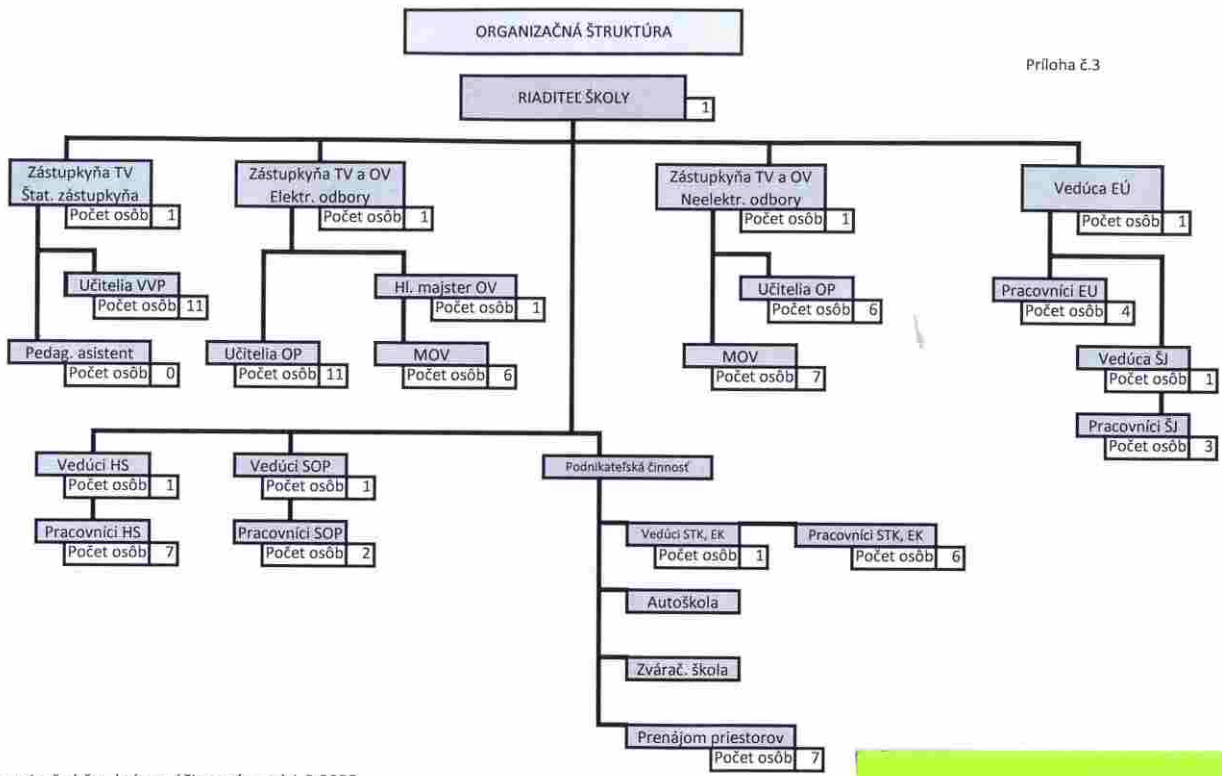 ORGANIZAČNÁ ŠTRUKTÚRA
Príloha č.3
RIADITEĽ ŠKOLY
1
Zástupkyňa TV
Štat. zástupkyňa
Počet osôb 1
Zástupkyňa TV a OV
Elektr. odbory
Počet osôb 1
Zástupkyňa TV a OV
Neelektr. odbory
Počet osôb 1
Vedúca EÚ
Počet osôb 1
Učitelia VVP
Počet osôb 11
Hl. majster OV
Počet osôb 1
Učitelia OP
Počet osôb 6
Pracovníci EU
Počet osôb 4
Pedag. asistent
Počet osôb 0
Učitelia OP
Počet osôb 11
MOV
Počet osôb 6
MOV
Počet osôb 7
Vedúca ŠJ
Počet osôb 1
Pracovníci ŠJ
Počet osôb 3
Vedúci HS
Počet osôb 1
Vedúci SOP
Počet osôb 1
Podnikateľská činnosť
Pracovníci HS
Počet osôb 7
Pracovníci SOP
Počet osôb 2
Vedúci STK, EK
Počet osôb 1
Pracovníci STK, EK
Počet osôb 6
Autoškola
Zvárač. škola
Prenájom priestorov
Počet osôb 7